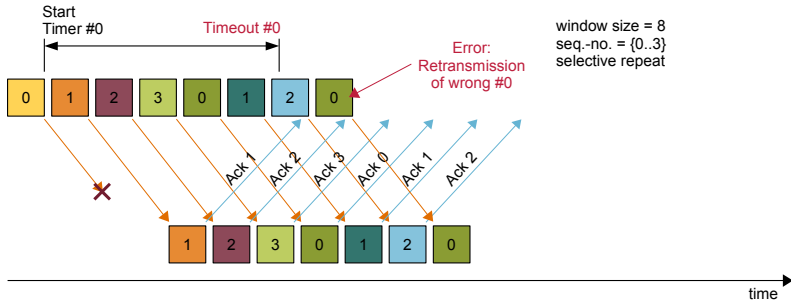 Start
Timer #0
Timeout #0
Error:
Retransmission
of wrong #0
window size = 8
seq.-no. = {0..3}
selective repeat
0 1 2 3 0 1 2 0
Ack 1 Ack 2 Ack 3 Ack 0 Ack 1 Ack 2
1 2 3 0 1 2 0
time